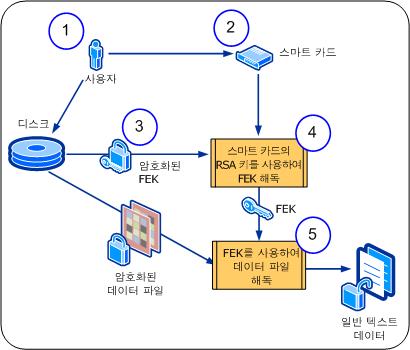 1
2
사용자
스마트 카드
디스크
3
암호화된
FEK
4
스마트 카드의
RSA 키를 사용하여
FEK 해독
FEK
5
FEK를 사용하여
데이터 파일
해독
암호화된
데이터 파일
일반 텍스트
데이터